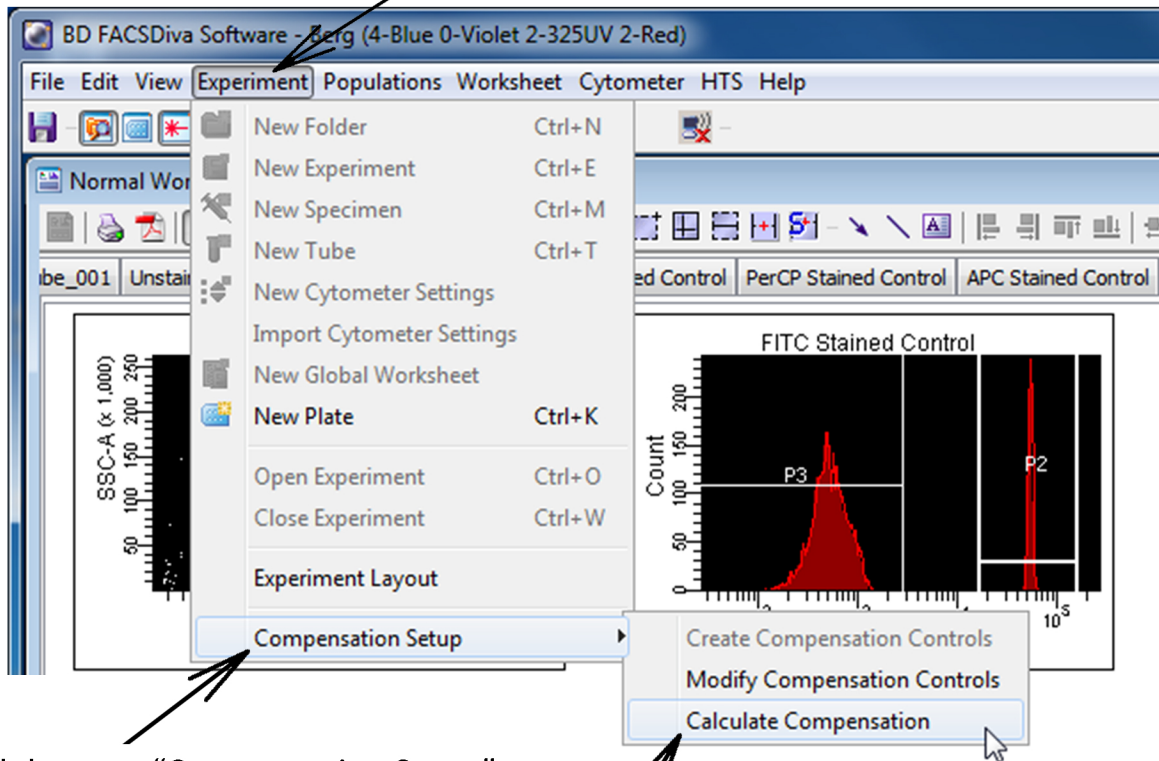 BD FACSDiva Software - Berg (4-Blue 0-Violet 2-325UV 2-Red)
File Edit View Experiment Populations Worksheet Cytometer HTS Help
New Folder Ctrl+N
New Experiment Ctrl+E
Normal Wor
New Specimen Ctrl+M
New Tube Ctrl+T
be_001 Unstai ed Control PerCP Stained Control APC Stained Control
New Cytometer Settings
Import Cytometer Settings
New Global Worksheet
New Plate Ctrl+K
Open Experiment Ctrl+O
Close Experiment Ctrl+W
Experiment Layout
Compensation Setup
Create Compensation Controls
Modify Compensation Controls
Calculate Compensation
SSC-A (x 1,000)
250
200
150
100
50
FITC Stained Control
Count
200
150
100
50
0
P3
P2
10⁵
"Compensation Setup"